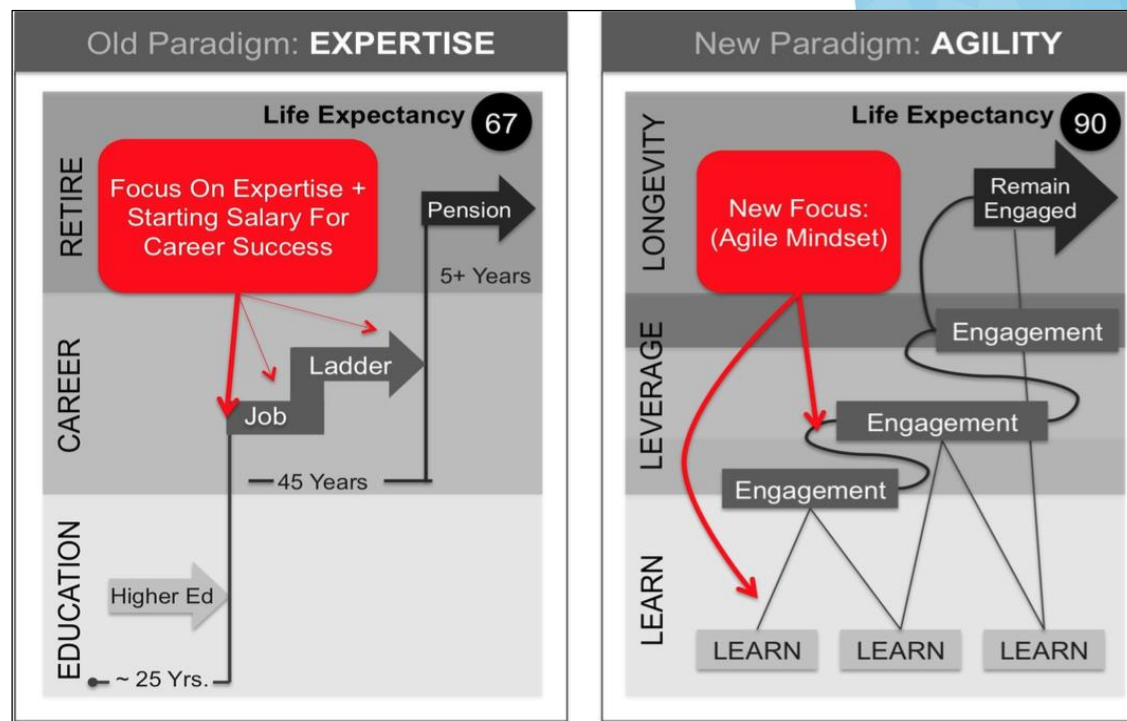 Old Paradigm: EXPERTISE
Life Expectancy 67
RETIRE
Focus On Expertise +
Starting Salary For
Career Success
Pension
5+ Years
CAREER
Ladder
Job
45 Years
EDUCATION
Higher Ed
~ 25 Yrs.
New Paradigm: AGILITY
Life Expectancy 90
LONGEVITY
New Focus:
(Agile Mindset)
Remain
Engaged
LEVERAGE
Engagement
Engagement
Engagement
LEARN
LEARN
LEARN
LEARN